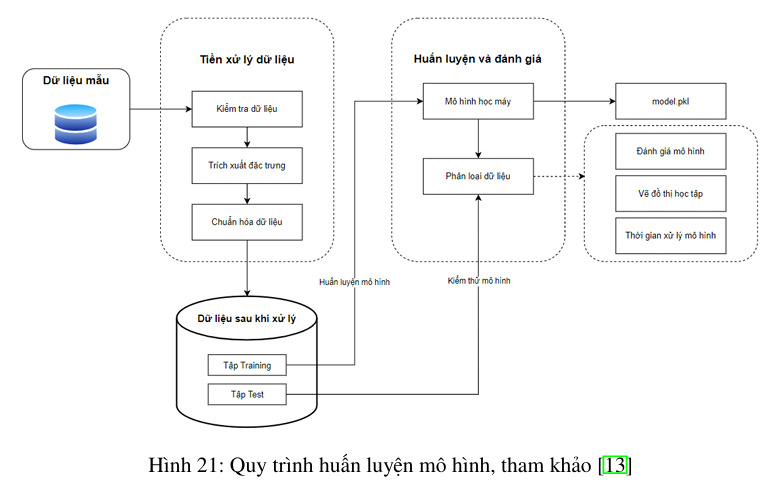 Dữ liệu mẫu
Tiền xử lý dữ liệu
Kiểm tra dữ liệu
Trích xuất đặc trưng
Chuẩn hóa dữ liệu
Huấn luyện và đánh giá
Mô hình học máy
Phân loại dữ liệu
model.pkl
Đánh giá mô hình
Vẽ đồ thị học tập
Thời gian xử lý mô hình
Huấn luyện mô hình
Kiểm thử mô hình
Dữ liệu sau khi xử lý
Tập Training
Tập Test
Hình 21: Quy trình huấn luyện mô hình, tham khảo [13]